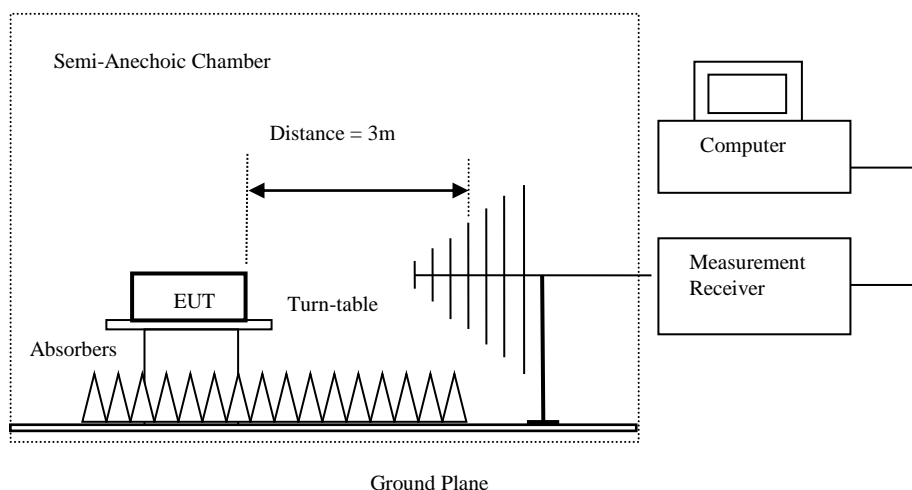 Semi-Anechoic Chamber
Distance = 3m
Computer
Measurement
Receiver
EUT
Turn-table
Absorbers
Ground Plane